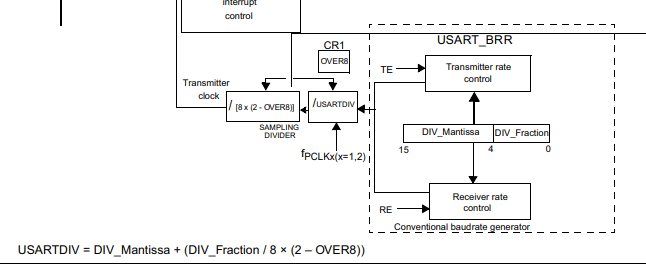 interrupt
control
USART_BRR
CR1
OVER8
TE
Transmitter rate
control
Transmitter
clock
/ [8 x (2 - OVER8)]
/USARTDIV
SAMPLING
DIVIDER
DIV_Mantissa
DIV_Fraction
15
4
0
fPCLKx(x=1,2)
RE
Receiver rate
control
Conventional baudrate generator
USARTDIV = DIV_Mantissa + (DIV_Fraction / 8 × (2 – OVER8))